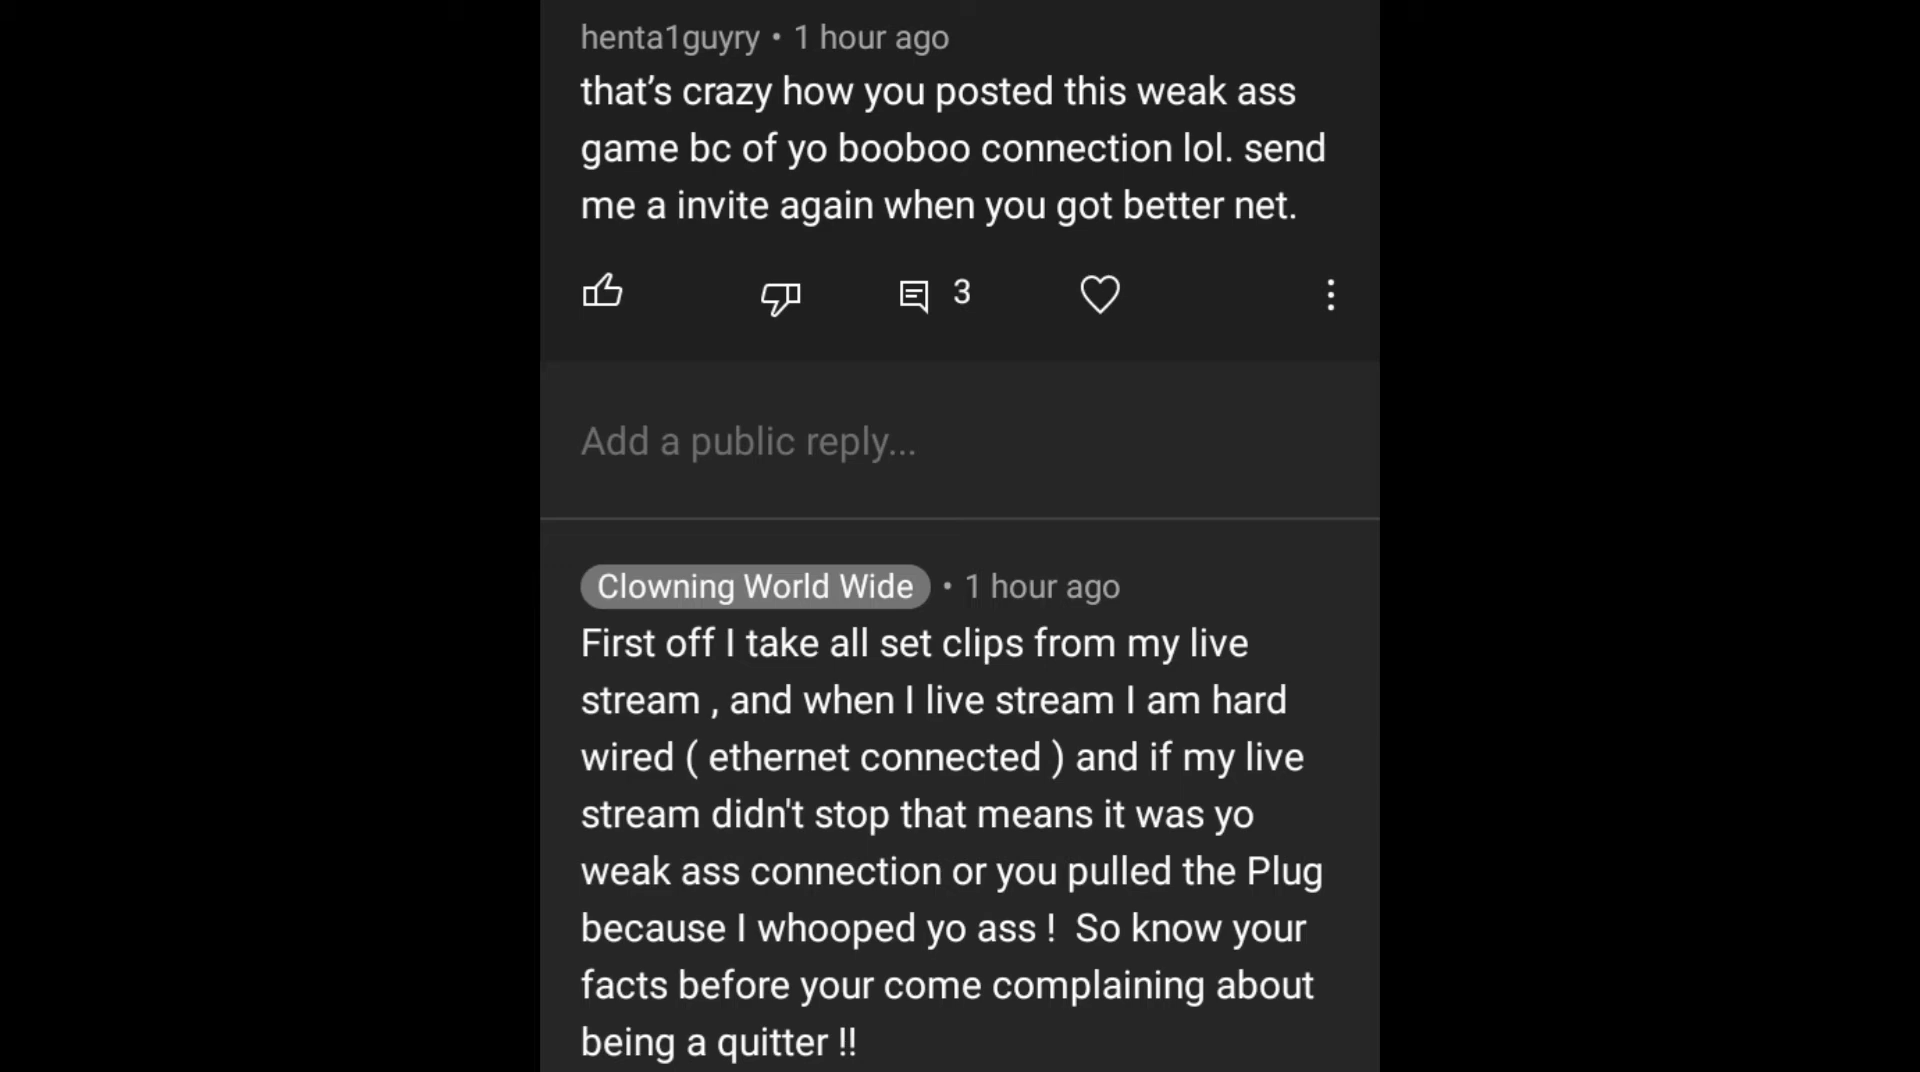 henta1guyry • 1 hour ago
that’s crazy how you posted this weak ass
game bc of yo booboo connection lol. send
me a invite again when you got better net.
3
Add a public reply...
Clowning World Wide • 1 hour ago
First off I take all set clips from my live
stream , and when I live stream I am hard
wired ( ethernet connected ) and if my live
stream didn't stop that means it was yo
weak ass connection or you pulled the Plug
because I whooped yo ass !  So know your
facts before your come complaining about
being a quitter !!